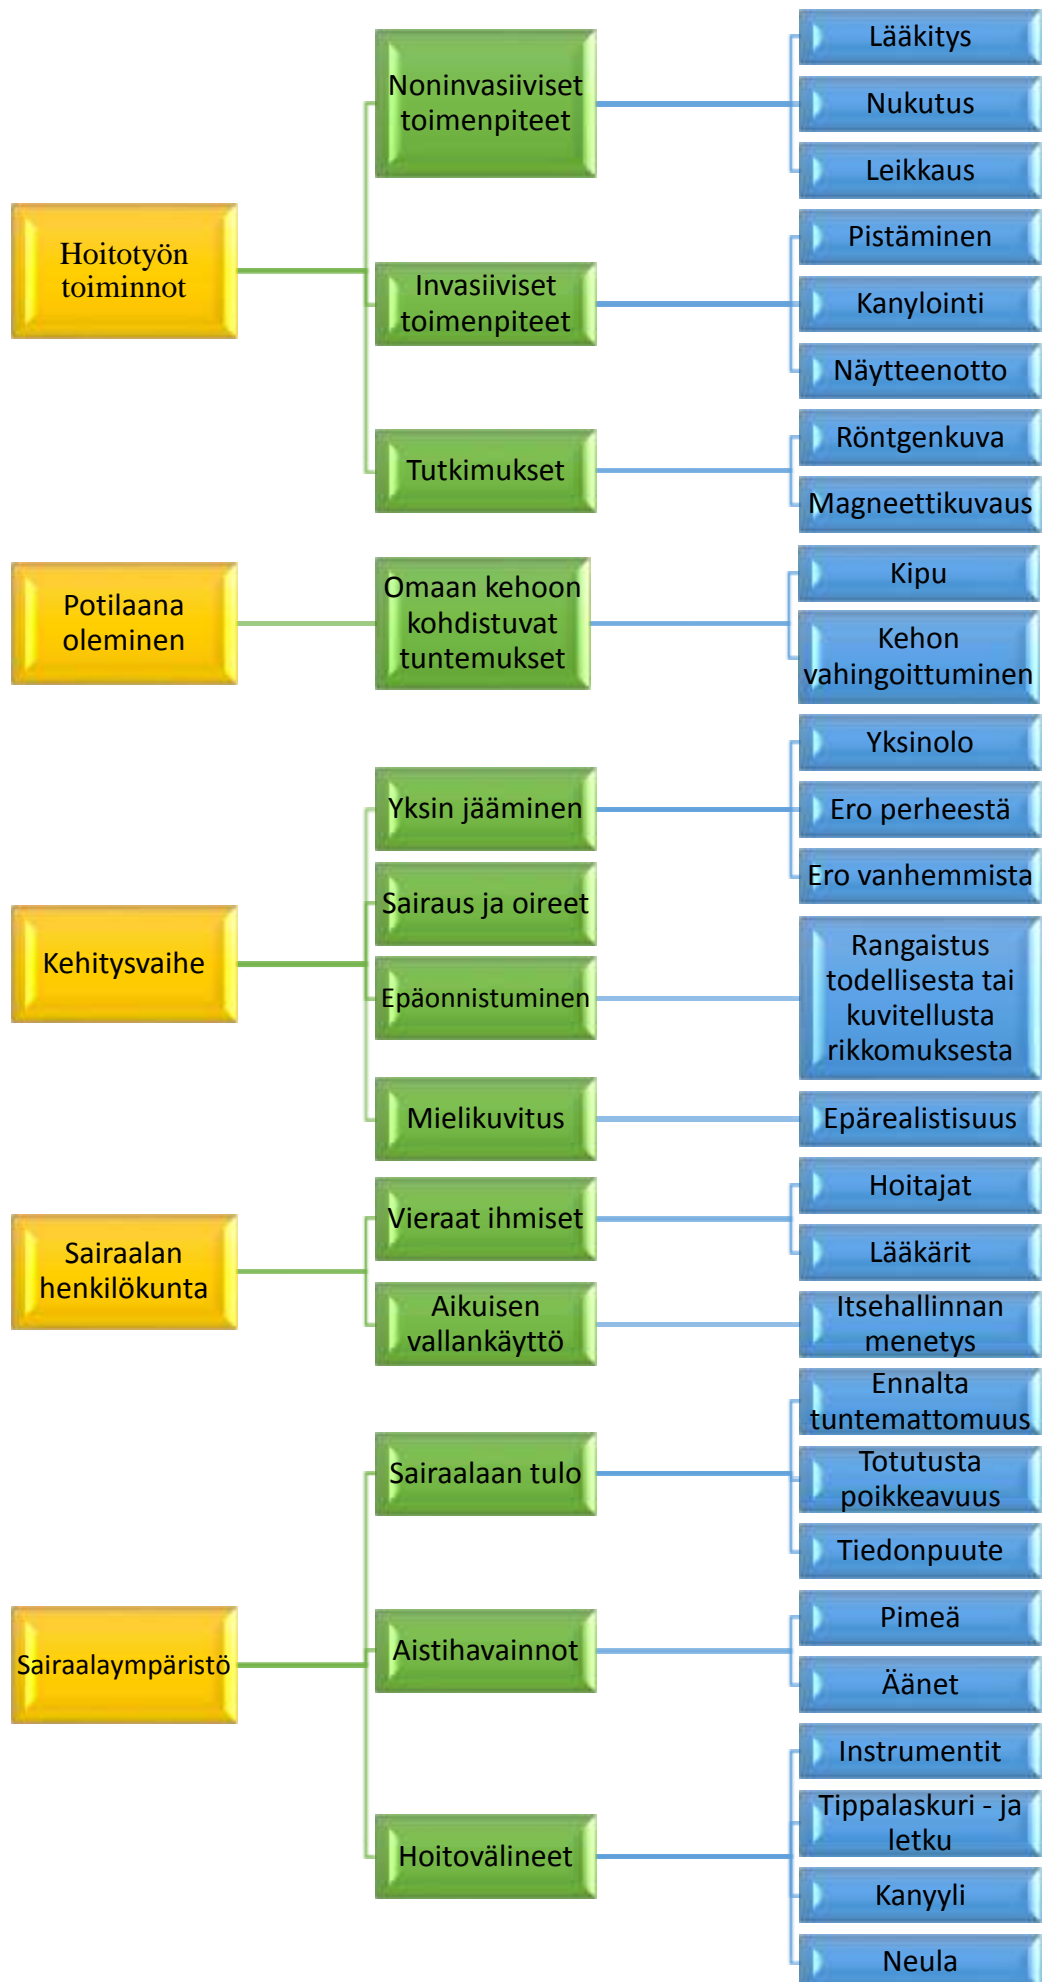 Hoitotyön
toiminnot
Noninvasiiviset
toimenpiteet
Lääkitys
Nukutus
Leikkaus
Invasiiviset
toimenpiteet
Pistäminen
Kanylointi
Näytteenotto
Tutkimukset
Röntgenkuva
Magneettikuvaus
Potilaana
oleminen
Omaan kehoon
kohdistuvat
tuntemukset
Kipu
Kehon
vahingoittuminen
Kehitysvaihe
Yksin jääminen
Yksinolo
Ero perheestä
Ero vanhemmista
Sairaus ja oireet
Epäonnistuminen
Rangaistus
todellisesta tai
kuvitellusta
rikkomuksesta
Mielikuvitus
Epärealistisuus
Sairaalan
henkilökunta
Vieraat ihmiset
Hoitajat
Lääkärit
Aikuisen
vallankäyttö
Itsehallinnan
menetys
Sairaalaympäristö
Sairaalaan tulo
Ennalta
tuntemattomuus
Totutusta
poikkeavuus
Tiedonpuute
Aistihavainnot
Pimeä
Äänet
Hoitovälineet
Instrumentit
Tippalaskuri - ja
letku
Kanyyli
Neula